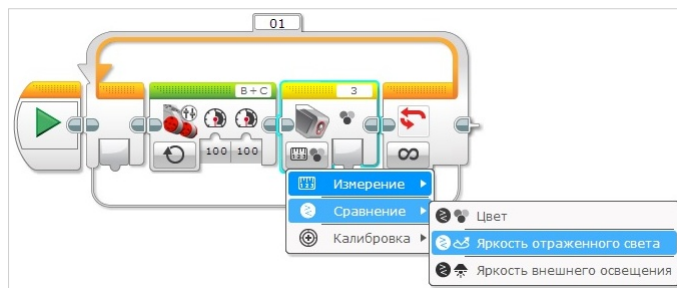 01
B + C
3
100 100
Измерение
Сравнение
Калибровка
Цвет
Яркость отраженного света
Яркость внешнего освещения